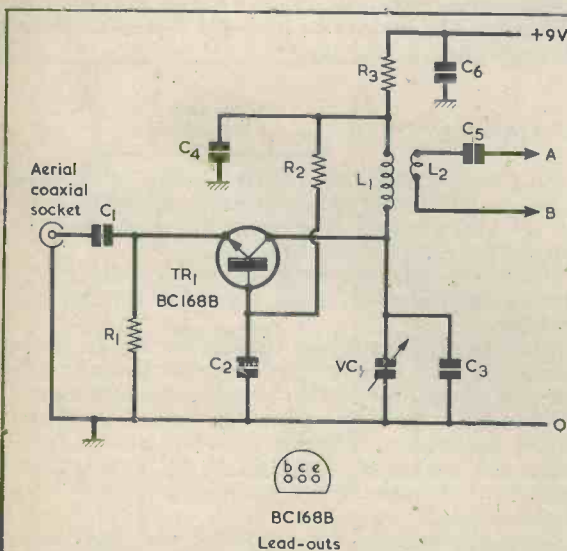 +9V
R3
C6
C4
C5
A
R2
L1
L2
B
Aerial
coaxial
socket
C1
TR1
BC168B
R1
C2
VC1
C3
O
b c e
BC168B
Lead-outs